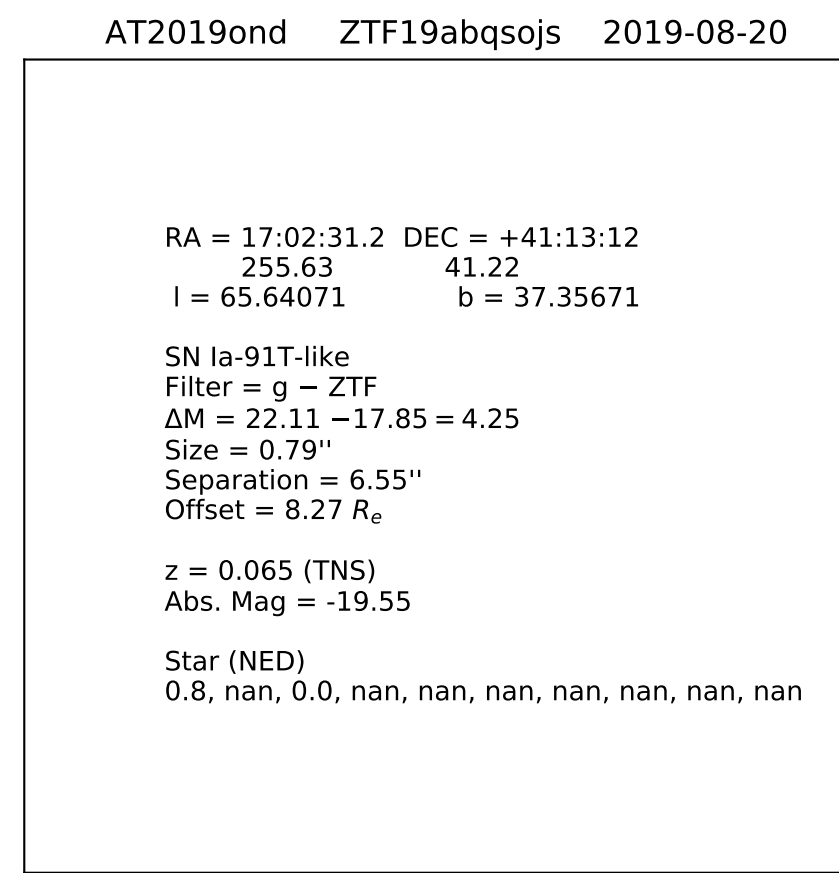 AT2019ond ZTF19abqsojs 2019-08-20
RA = 17:02:31.2 DEC = +41:13:12
255.63 41.22
l = 65.64071 b = 37.35671
SN Ia-91T-like
Filter = g − ZTF
ΔM = 22.11 −17.85 = 4.25
Size = 0.79''
Separation = 6.55''
Offset = 8.27 Rₑ
z = 0.065 (TNS)
Abs. Mag = -19.55
Star (NED)
0.8, nan, 0.0, nan, nan, nan, nan, nan, nan, nan